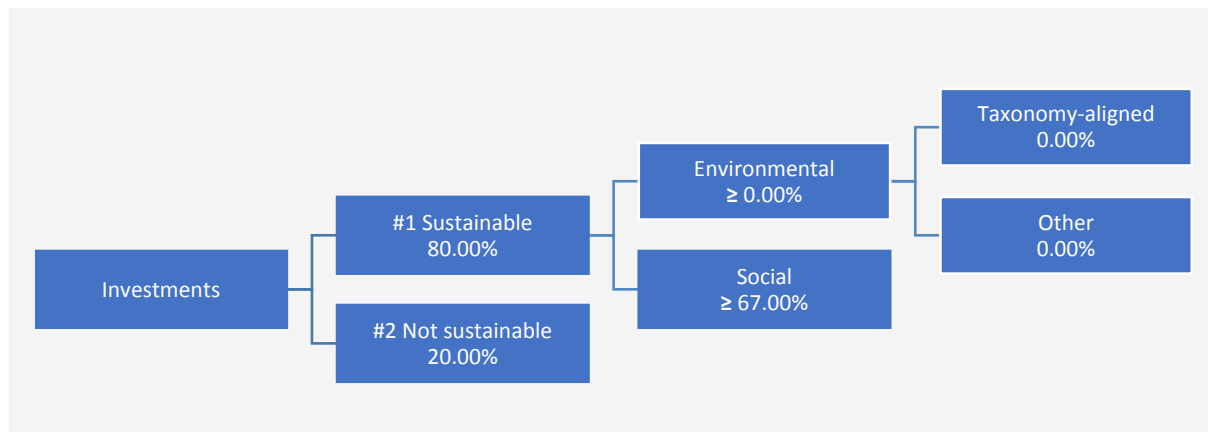 Investments
#1 Sustainable
80.00%
#2 Not sustainable
20.00%
Environmental
≥ 0.00%
Social
≥ 67.00%
Taxonomy-aligned
0.00%
Other
0.00%